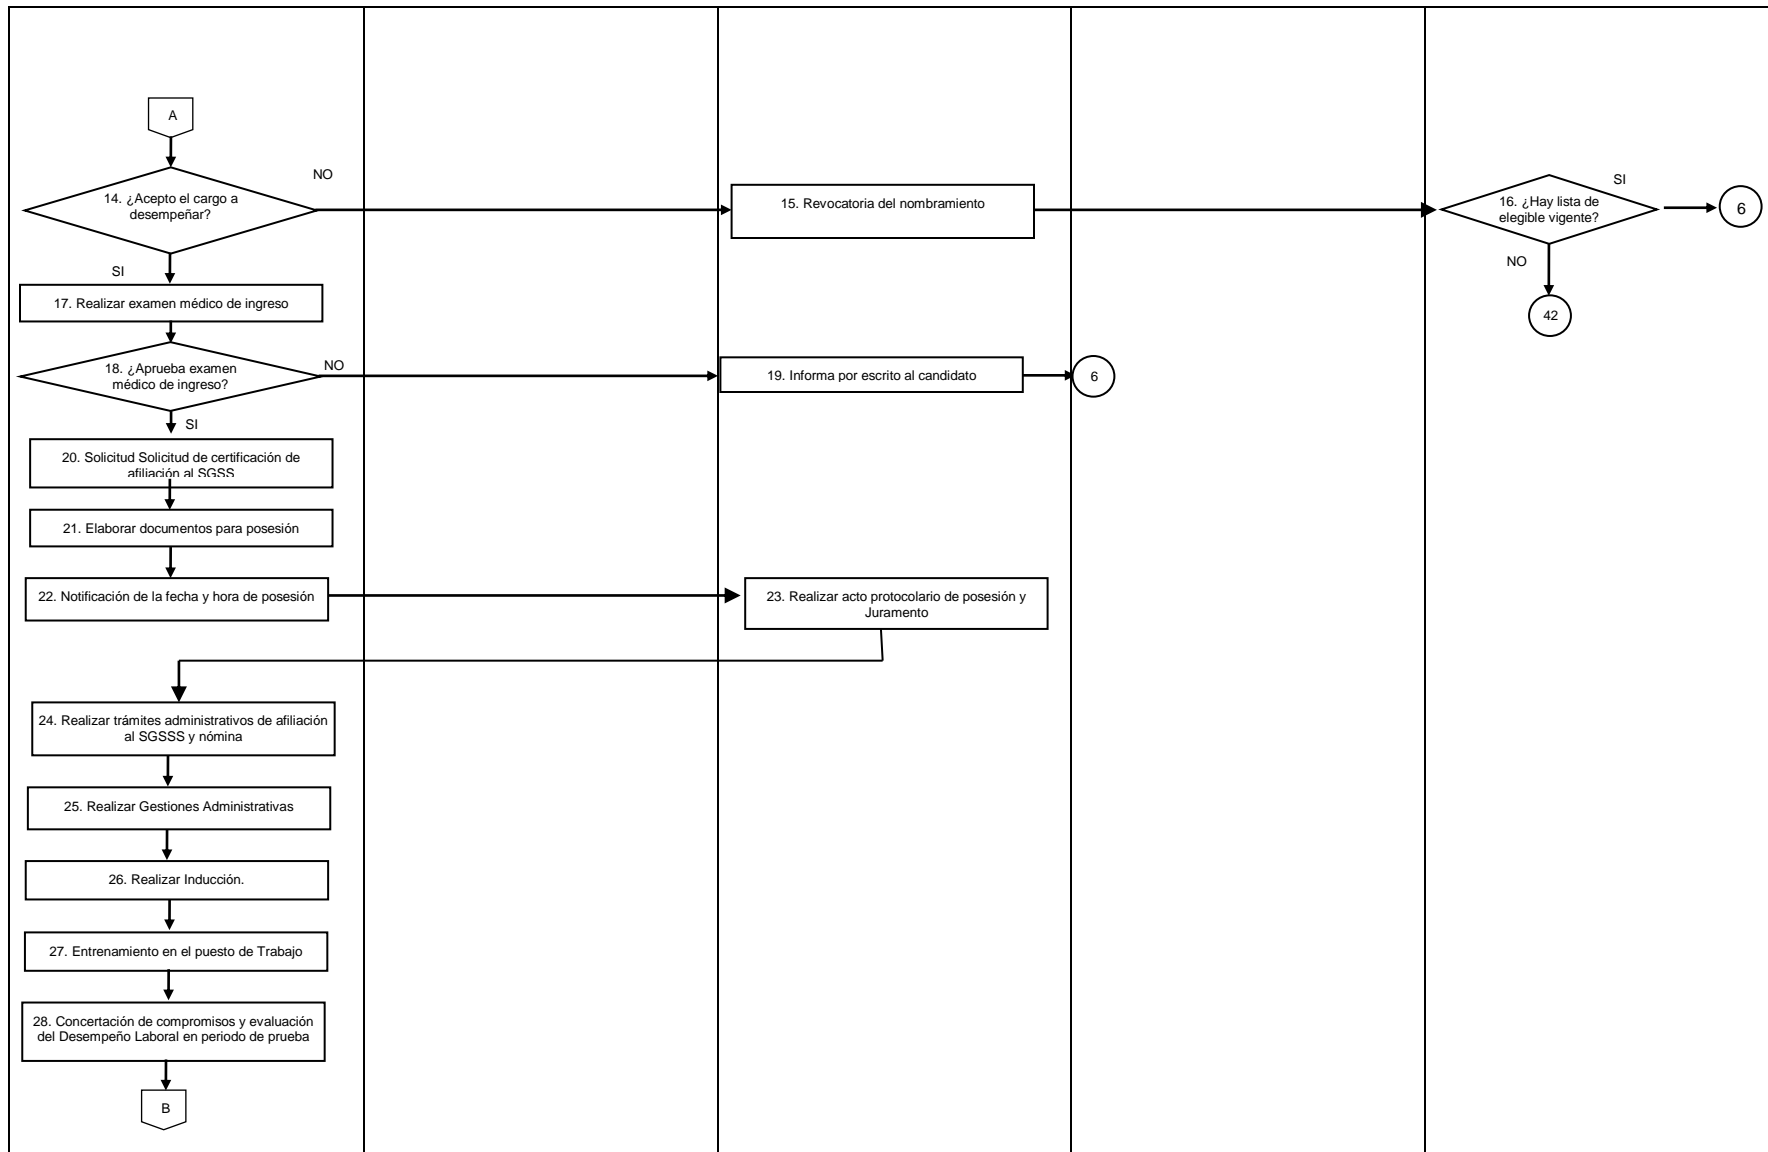 A
NO
14. ¿Acepto el cargo a
desempeñar?
15. Revocatoria del nombramiento
SI
16. ¿Hay lista de
elegible vigente?
6
SI
NO
17. Realizar examen médico de ingreso
42
18. ¿Aprueba examen
médico de ingreso?
NO
19. Informa por escrito al candidato
6
SI
20. Solicitud Solicitud de certificación de
afiliación al SGSS
21. Elaborar documentos para posesión
22. Notificación de la fecha y hora de posesión
23. Realizar acto protocolario de posesión y
Juramento
24. Realizar trámites administrativos de afiliación
al SGSSS y nómina
25. Realizar Gestiones Administrativas
26. Realizar Inducción.
27. Entrenamiento en el puesto de Trabajo
28. Concertación de compromisos y evaluación
del Desempeño Laboral en periodo de prueba
B